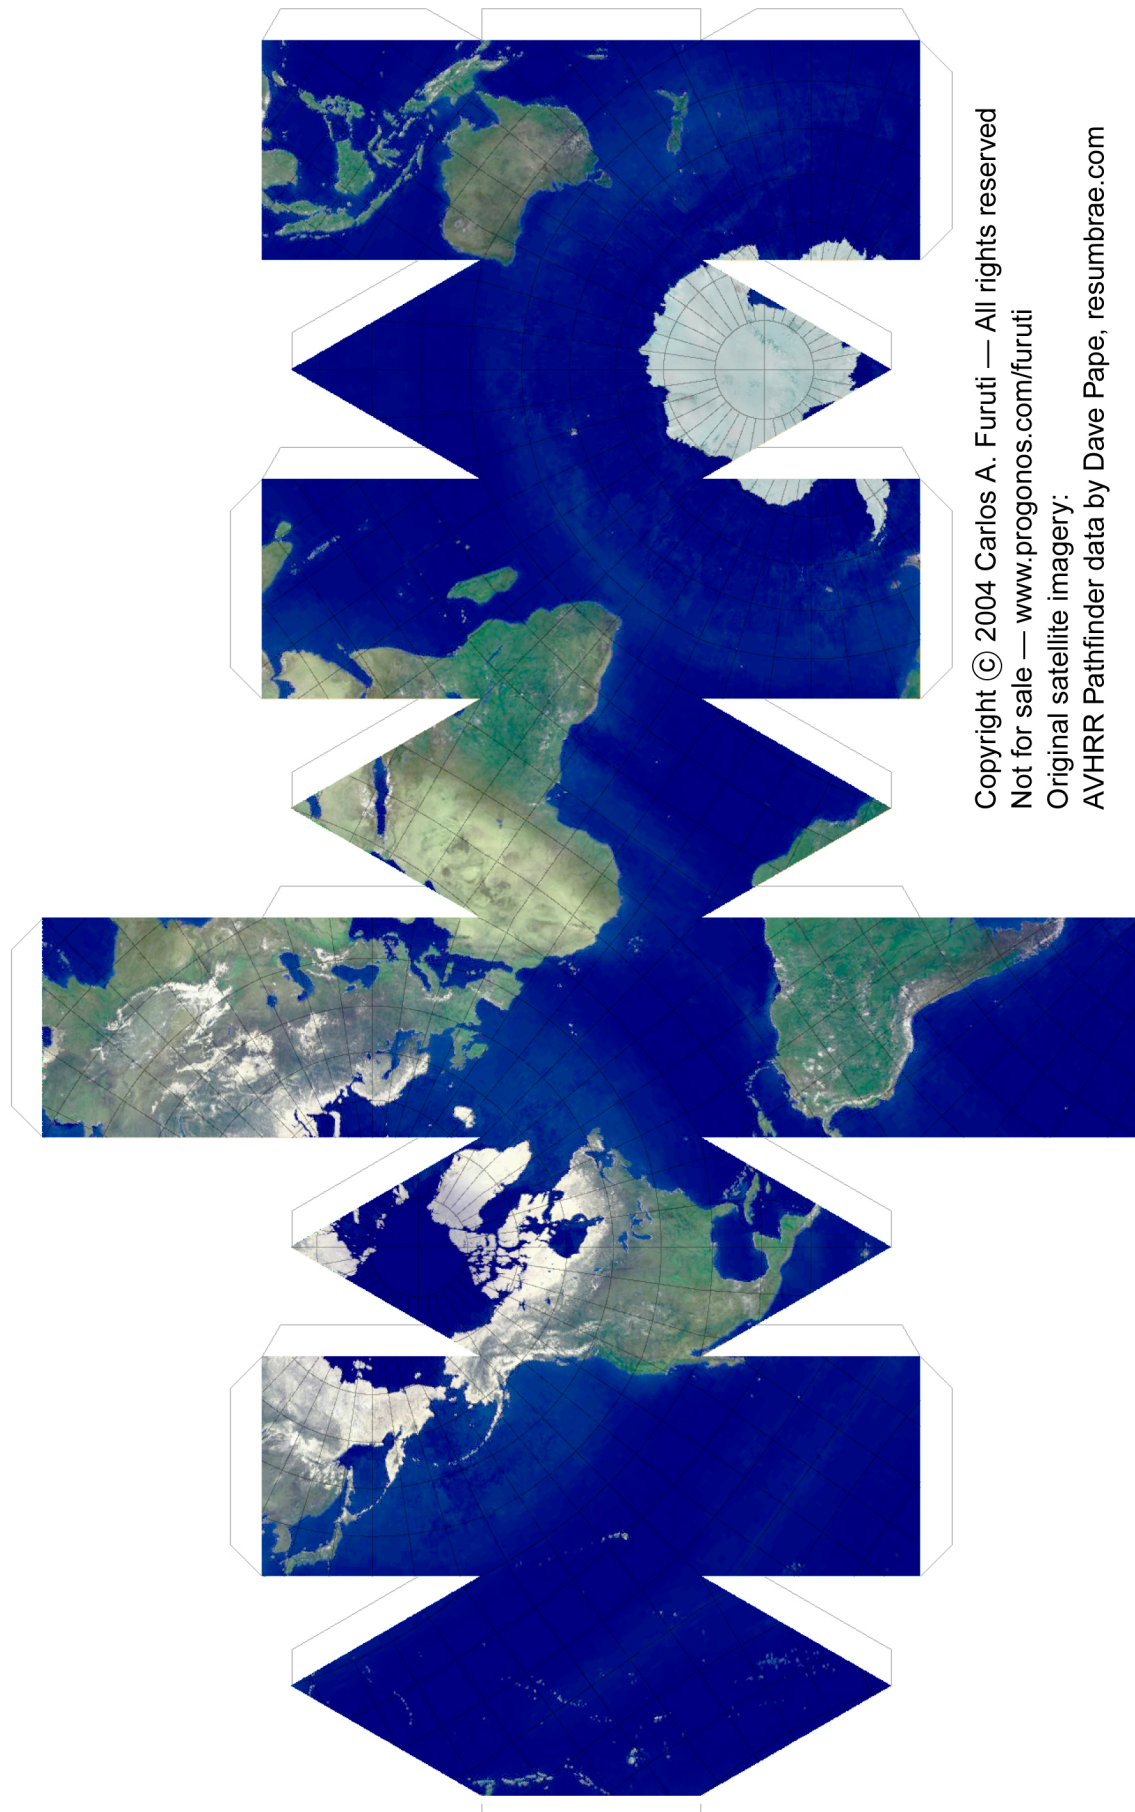 Copyright © 2004 Carlos A. Furuti — All rights reserved
Not for sale — www.progonos.com/furuti
Original satellite imagery:
AVHRR Pathfinder data by Dave Pape, resumbrae.com